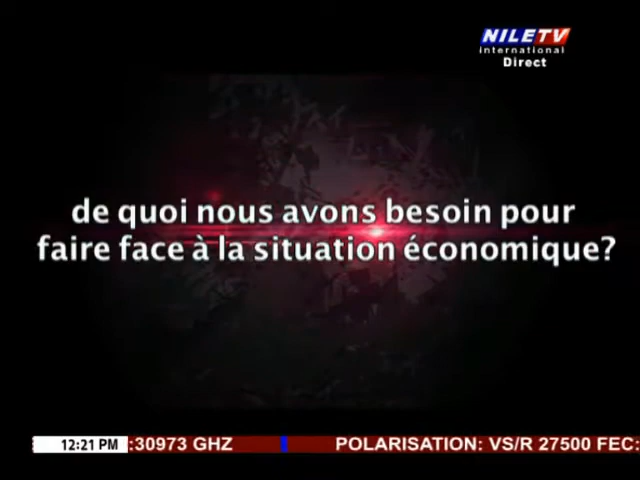 NILETV
International
Direct
de quoi nous avons besoin pour
faire face à la situation économique?
12:21 PM :30973 GHZ POLARISATION: VS/R 27500 FEC: